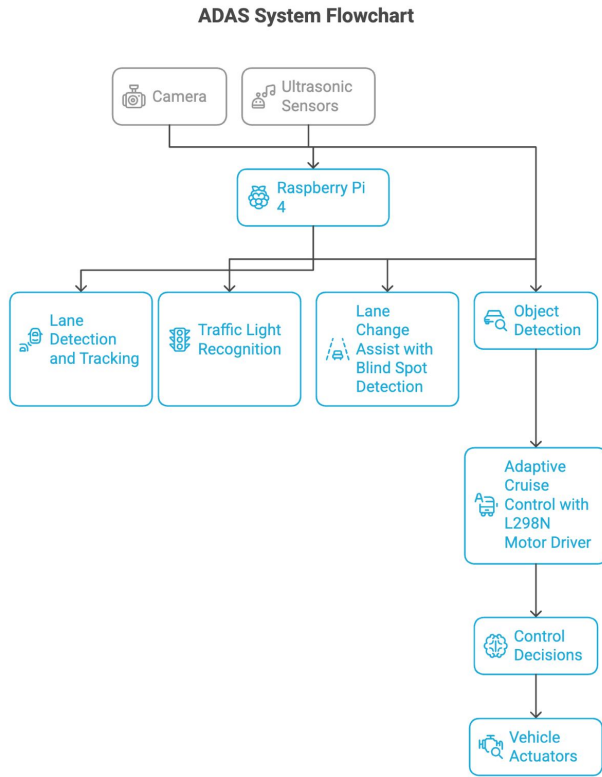 ADAS System Flowchart
Camera
Ultrasonic
Sensors
Raspberry Pi
4
Lane
Detection
and Tracking
Traffic Light
Recognition
Lane
Change
Assist with
Blind Spot
Detection
Object
Detection
Adaptive
Cruise
Control with
L298N
Motor Driver
Control
Decisions
Vehicle
Actuators